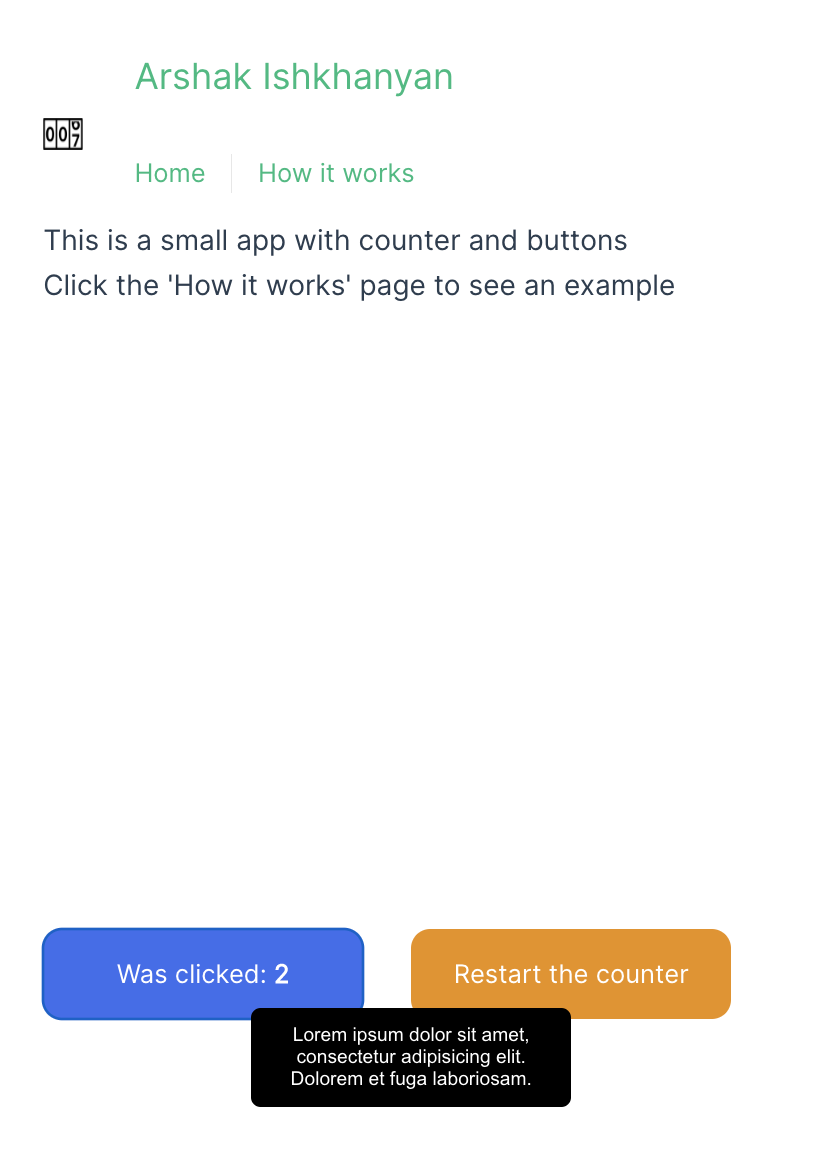 Arshak Ishkhanyan
Home
How it works
This is a small app with counter and buttons
Click the 'How it works' page to see an example
Was clicked: 2
Restart the counter
Lorem ipsum dolor sit amet,
consectetur adipisicing elit.
Dolorem et fuga laboriosam.